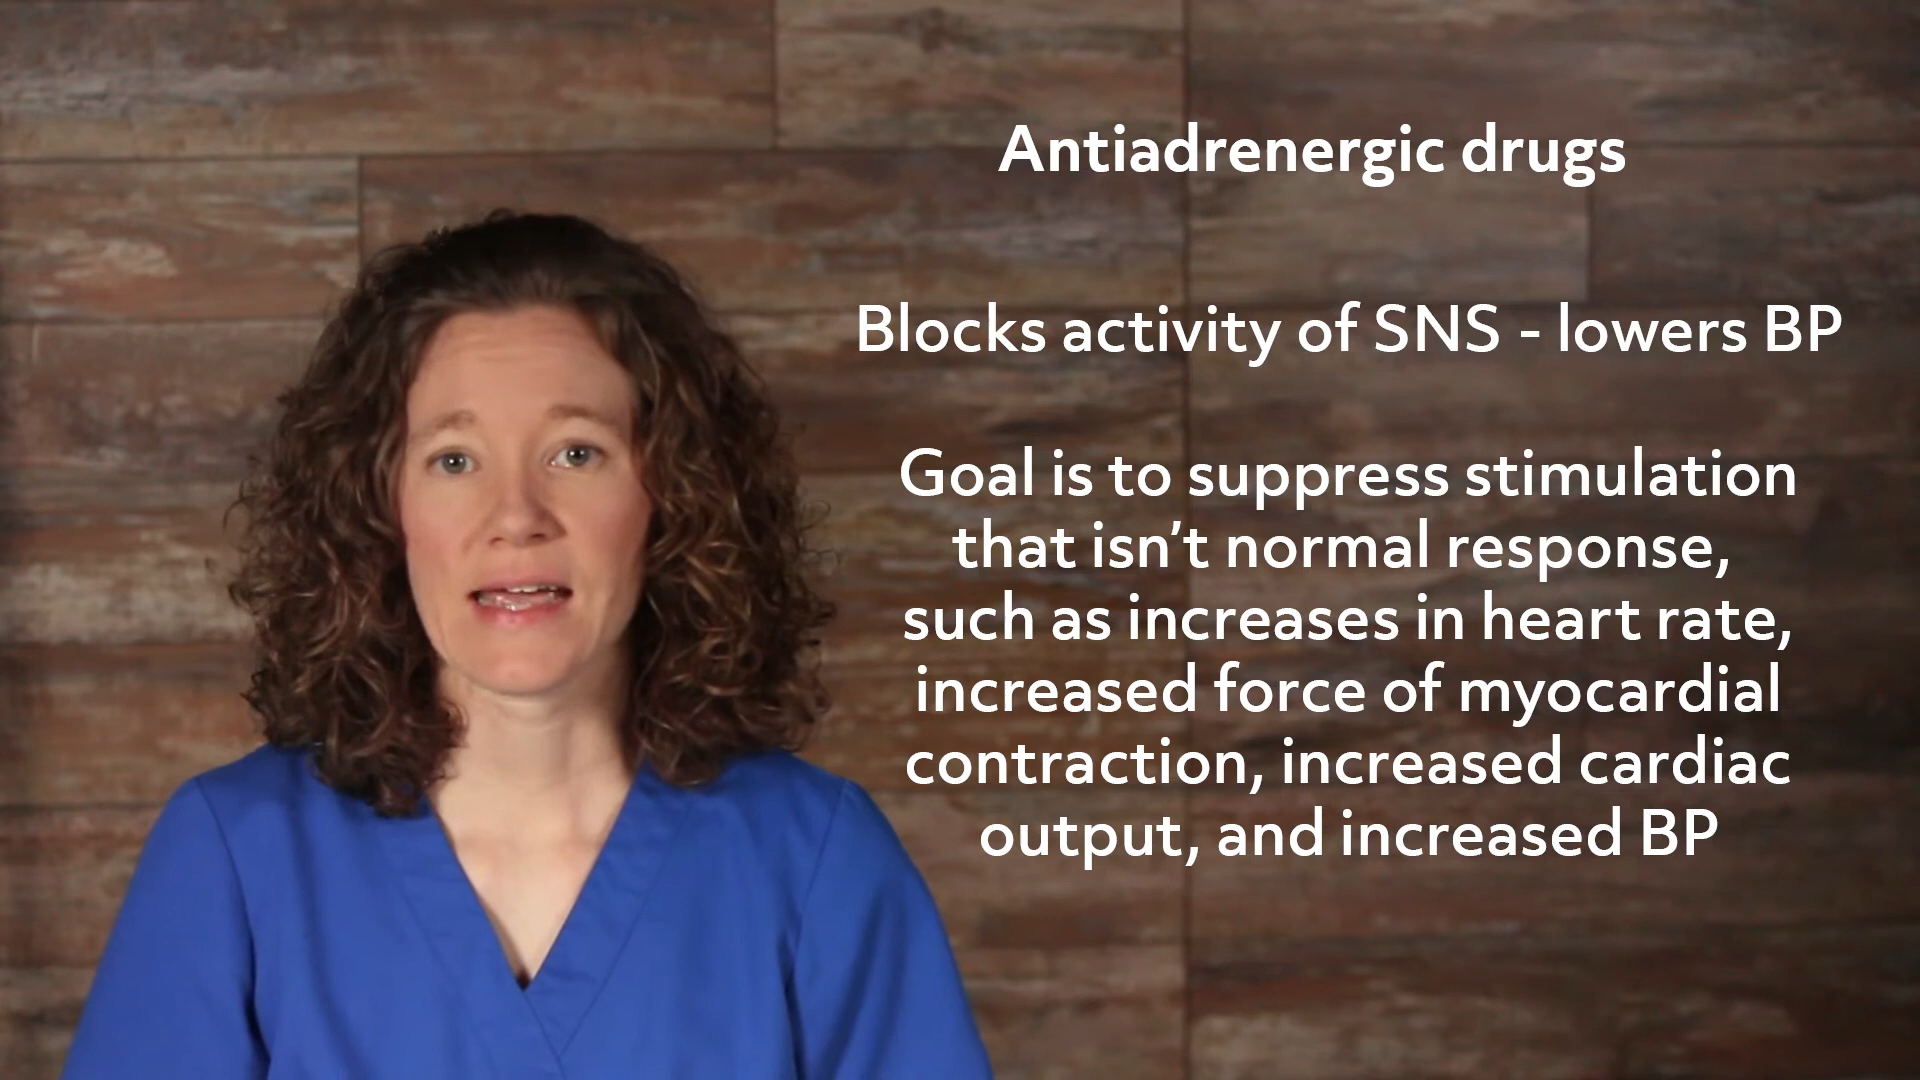 Antiadrenergic drugs
Blocks activity of SNS - lowers BP
Goal is to suppress stimulation
that isn’t normal response,
such as increases in heart rate,
increased force of myocardial
contraction, increased cardiac
output, and increased BP